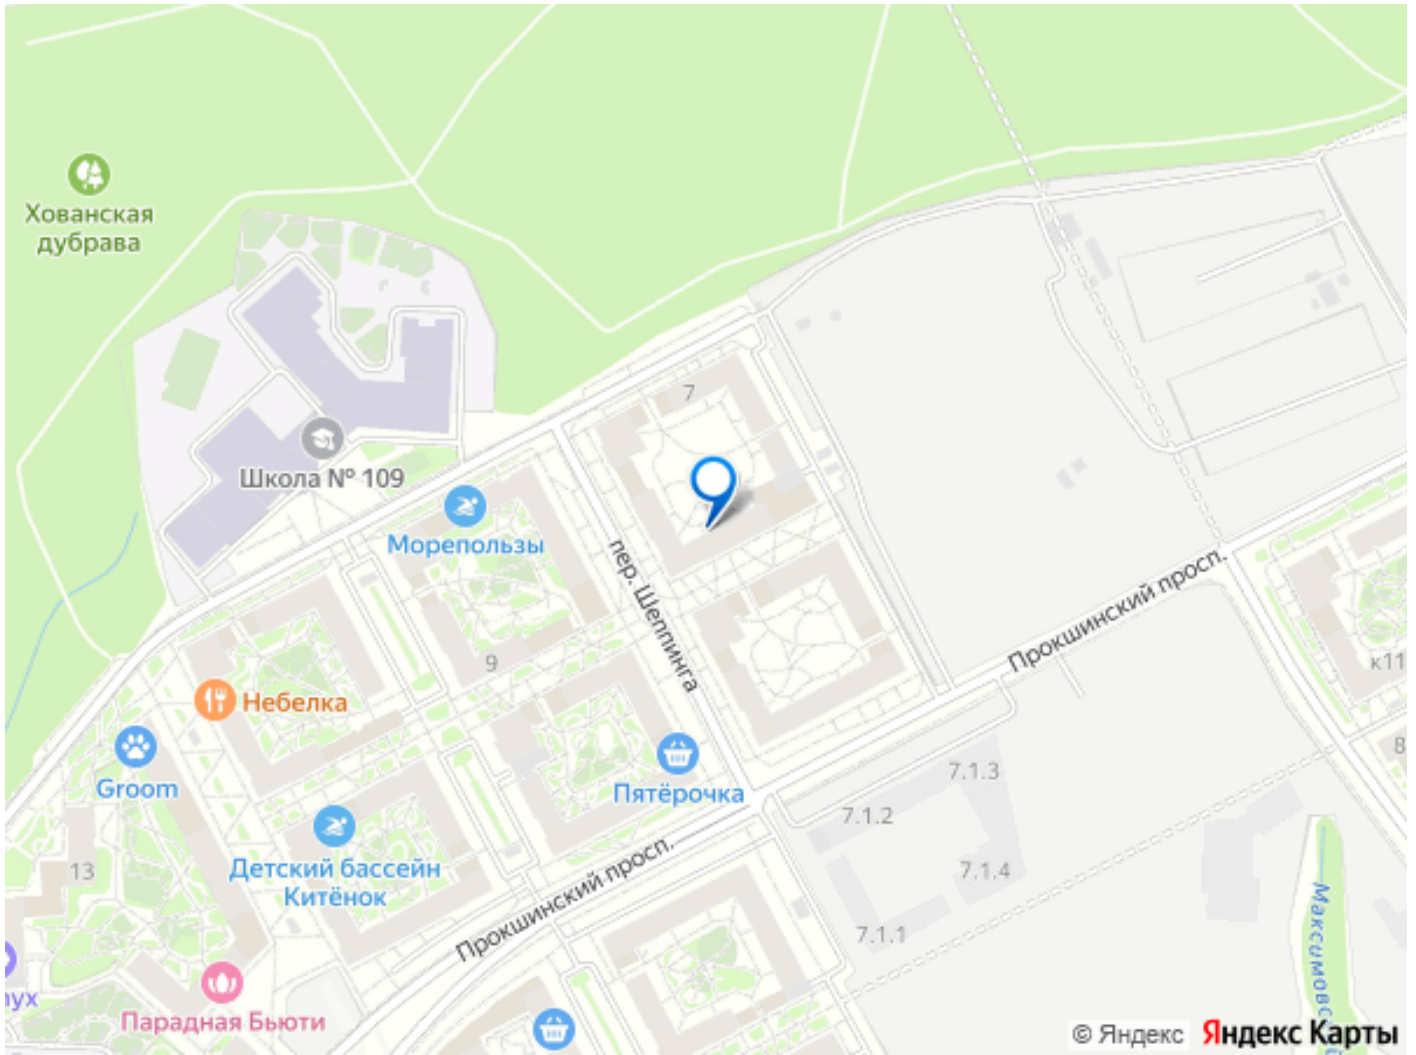 Хованская
дубрава
7
Школа № 109
Морепользы
пер. Шеппинга
Прокшинский просп.
к11
9
Небелка
8
Groom
Пятёрочка
7.1.3
7.1.2
13
Детский бассейн
Китёнок
Прокшинский просп.
7.1.4
7.1.1
Парадная Бьюти
© Яндекс Яндекс Карты